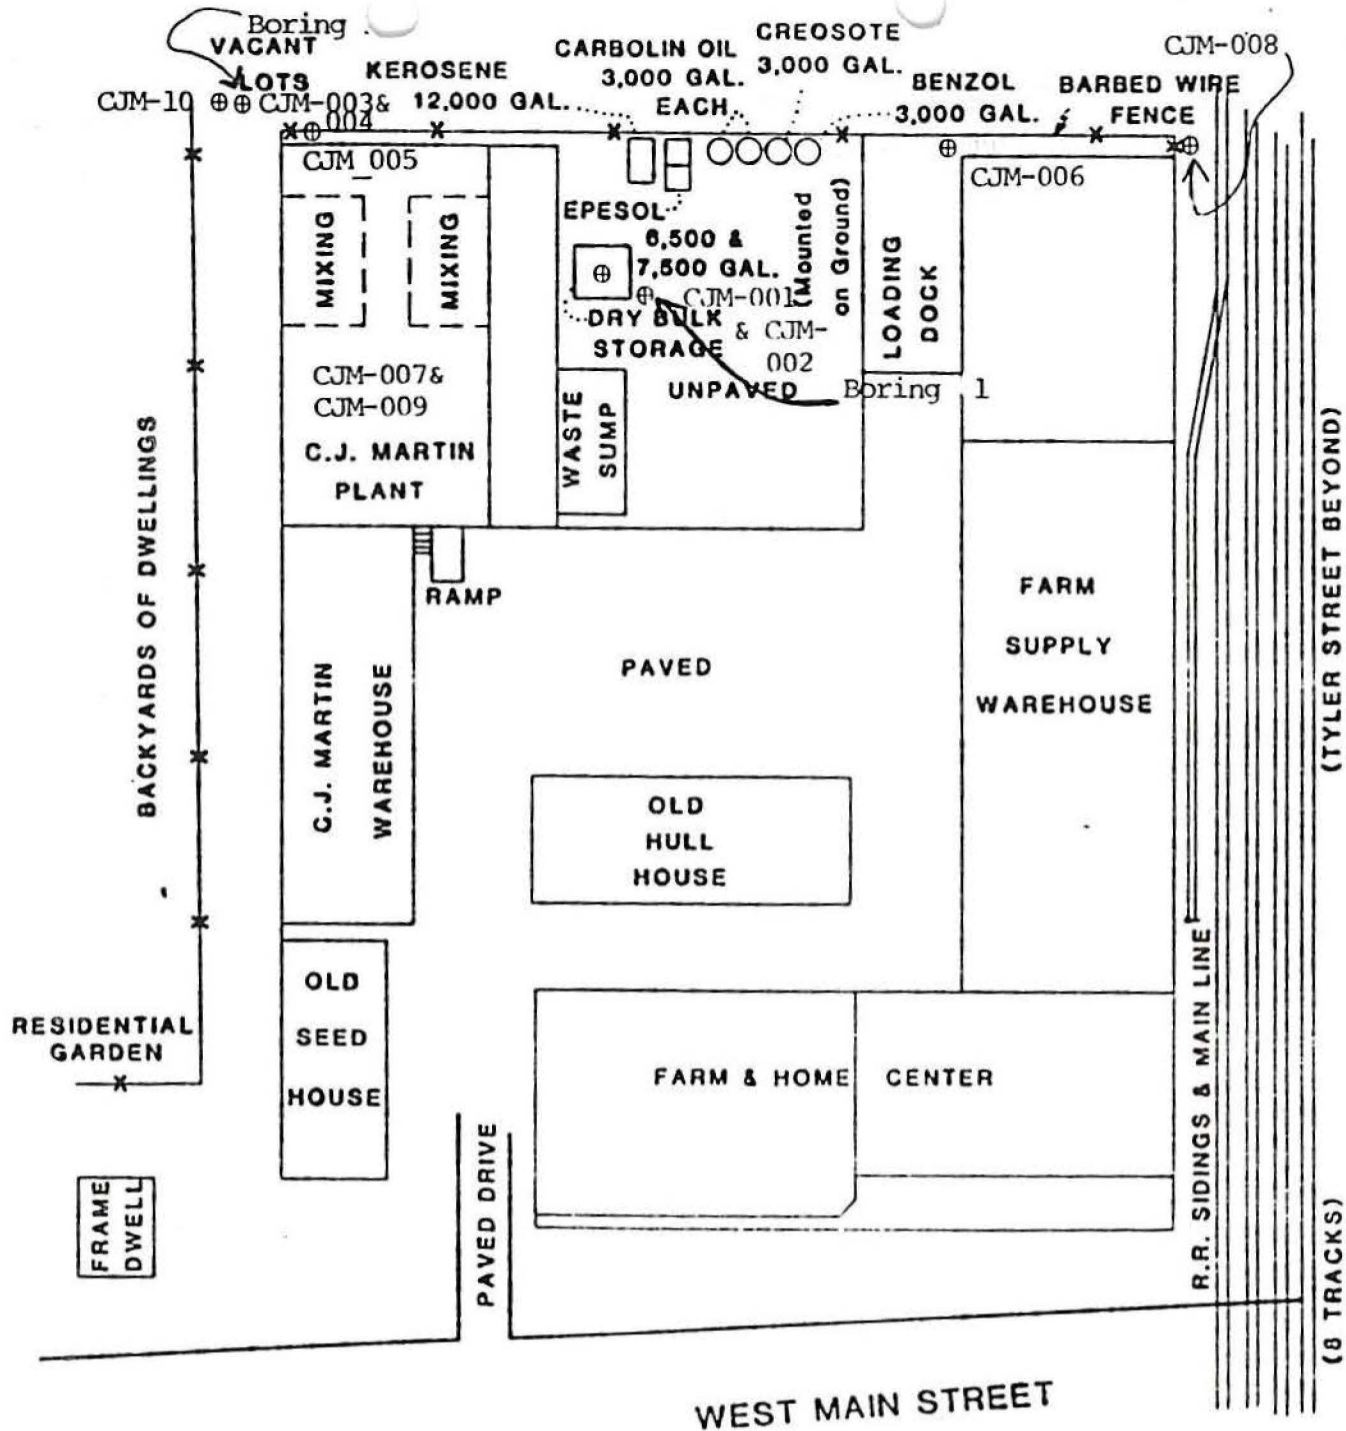 Boring
VACANT
LOTS
CJM-10
CJM-003&
004
KEROSENE
12,000 GAL.
CARBOLIN OIL
3,000 GAL.
EACH
CREOSOTE
3,000 GAL.
BENZOL
3,000 GAL.
BARBED WIRE
FENCE
CJM-008
CJM_005
CJM-006
MIXING
MIXING
EPESOL
6,500 &
7,500 GAL.
(Mounted
on Ground)
LOADING
DOCK
CJM-001
& CJM-
002
DRY BULK
STORAGE
UNPAVED
Boring 1
CJM-007&
CJM-009
C.J. MARTIN
PLANT
WASTE
SUMP
BACKYARDS OF DWELLINGS
RAMP
C.J. MARTIN
WAREHOUSE
PAVED
FARM
SUPPLY
WAREHOUSE
(TYLER STREET BEYOND)
OLD
HULL
HOUSE
OLD
SEED
HOUSE
RESIDENTIAL
GARDEN
FARM & HOME CENTER
R.R. SIDINGS & MAIN LINE
FRAME
DWELL
PAVED DRIVE
(8 TRACKS)
WEST MAIN STREET